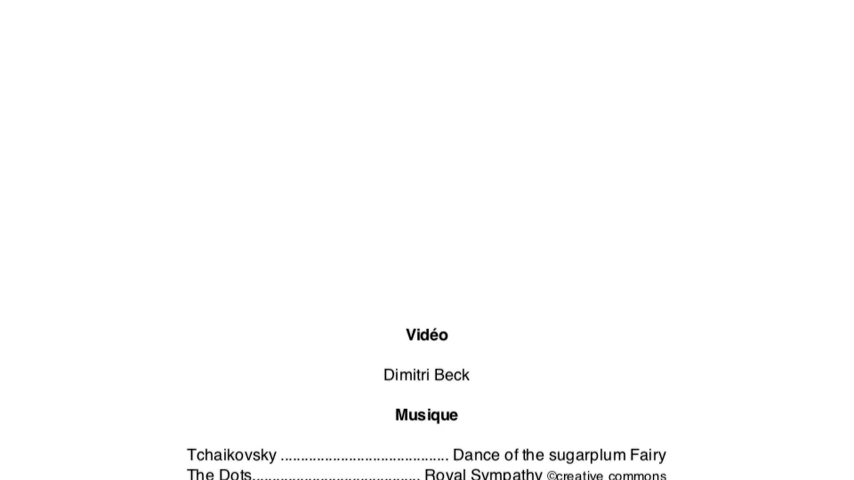 Vidéo
Dimitri Beck
Musique
Tchaikovsky .......................................... Dance of the sugarplum Fairy
The Dots.......................................... Royal Sympathy ©creative commons